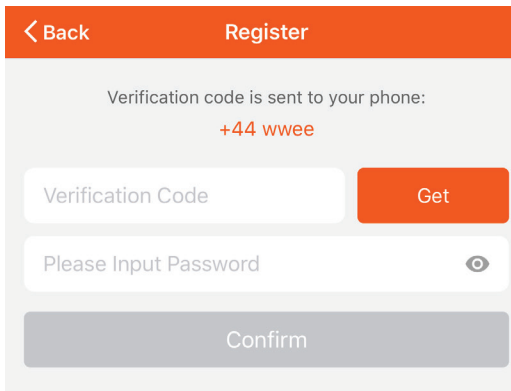 Back
Register
Verification code is sent to your phone:
+44 wwee
Verification Code
Get
Please Input Password
Confirm